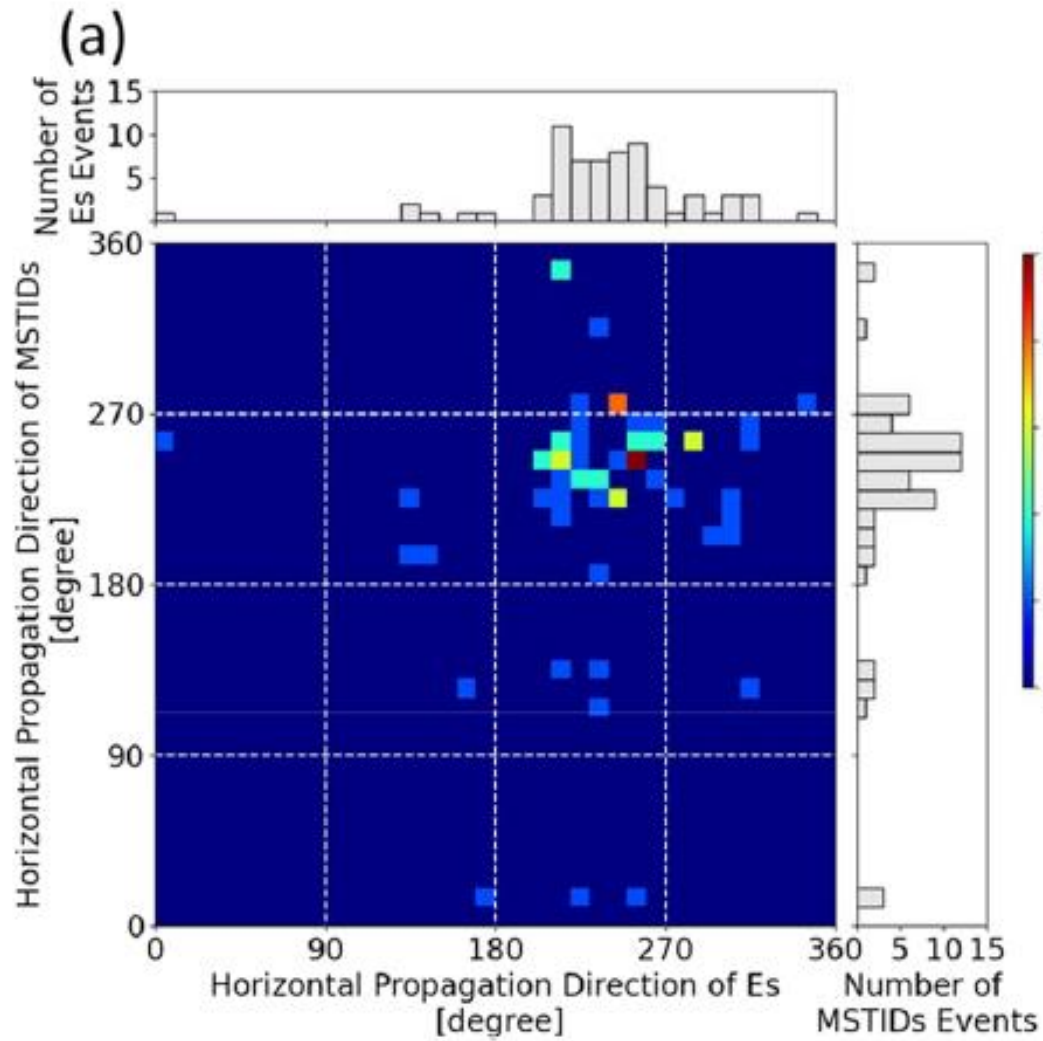 (a)
Number of
Es Events
15
10
5
Horizontal Propagation Direction of MSTIDs
[degree]
360
270
180
90
0
0 90 180 270 360
Horizontal Propagation Direction of Es
[degree]
0 5 10 15
Number of
MSTIDs Events